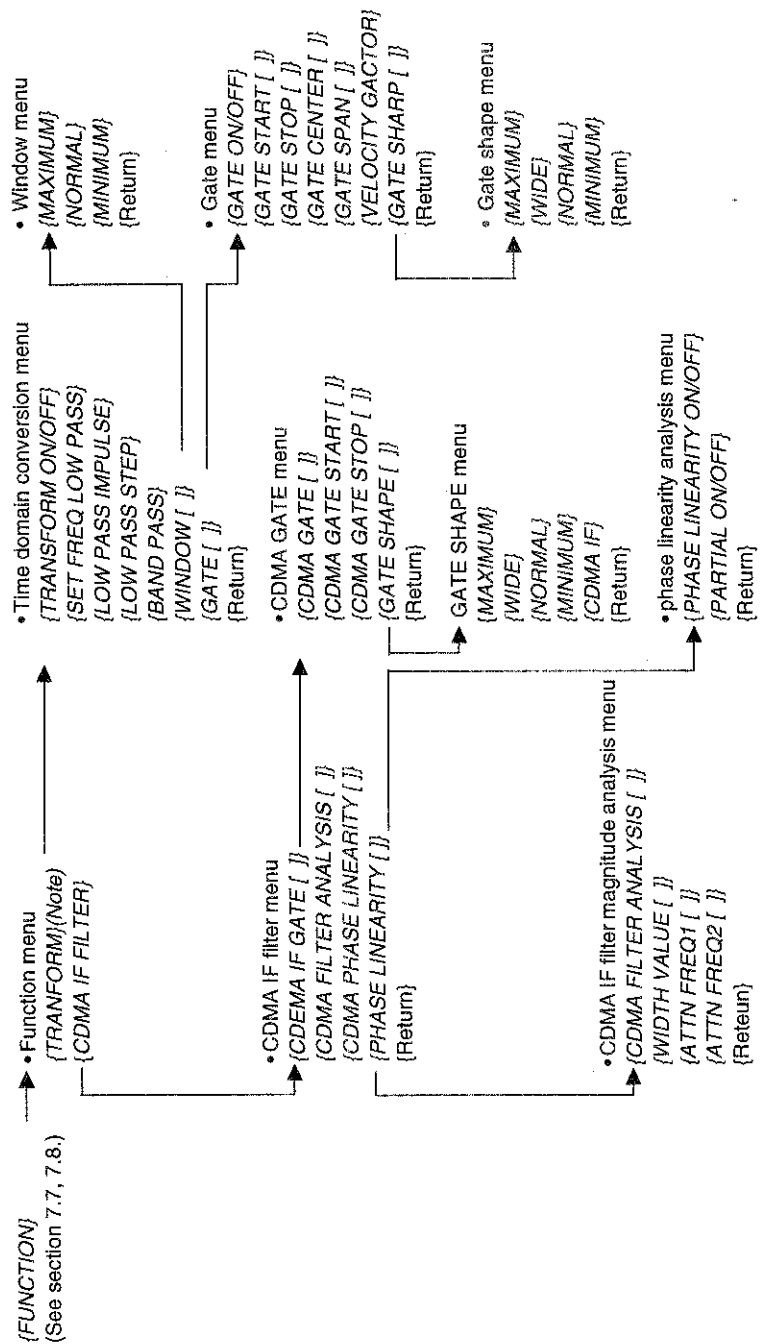 {FUNCTION}
(See section 7.7, 7.8.)
• Function menu
{TRANFORM}(Note)
{CDMA IF FILTER}
• Time domain conversion menu
{TRANSFORM ON/OFF}
{SET FREQ LOW PASS}
{LOW PASS IMPULSE}
{LOW PASS STEP}
{BAND PASS}
{WINDOW [ ]}
{GATE [ ]}
{Return}
• Window menu
{MAXIMUM}
{NORMAL}
{MINIMUM}
{Return}
• Gate menu
{GATE ON/OFF}
{GATE START [ ]}
{GATE STOP [ ]}
{GATE CENTER [ ]}
{GATE SPAN [ ]}
{VELOCITY GACTOR}
{GATE SHARP [ ]}
{Return}
• Gate shape menu
{MAXIMUM}
{WIDE}
{NORMAL}
{MINIMUM}
{Return}
• CDMA IF filter menu
{CDEMA IF GATE [ ]}
{CDMA FILTER ANALYSIS [ ]}
{CDMA PHASE LINEARITY [ ]}
{PHASE LINEARITY [ ]}
{Return}
• CDMA GATE menu
{CDMA GATE [ ]}
{CDMA GATE START [ ]}
{CDMA GATE STOP [ ]}
{GATE SHAPE [ ]}
{Return}
GATE SHAPE menu
{MAXIMUM}
{WIDE}
{NORMAL}
{MINIMUM}
{CDMA IF}
{Return}
• CDMA IF filter magnitude analysis menu
{CDMA FILTER ANALYSIS [ ]}
{WIDTH VALUE [ ]}
{ATTN FREQ1 [ ]}
{ATTN FREQ2 [ ]}
{Reteun}
• phase linearity analysis menu
{PHASE LINEARITY ON/OFF}
{PARTIAL ON/OFF}
{Return}